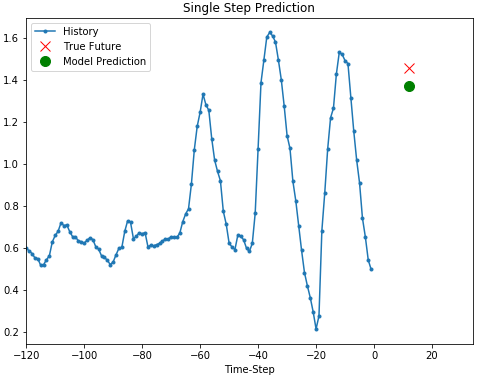 Single Step Prediction
History
True Future
Model Prediction
1.6
1.4
1.2
1.0
0.8
0.6
0.4
0.2
−120 −100 −80 −60 −40 −20 0 20
Time-Step